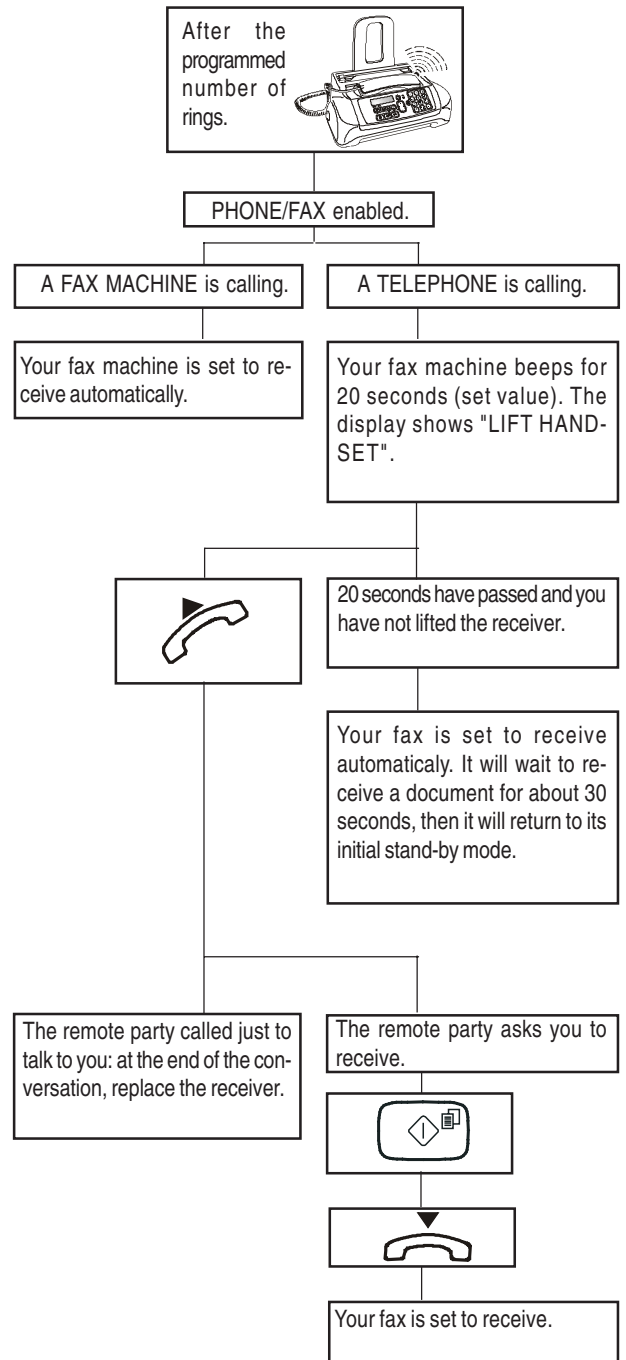 After the
programmed
number of
rings.
PHONE/FAX enabled.
A FAX MACHINE is calling.
A TELEPHONE is calling.
Your fax machine is set to re-
ceive automatically.
Your fax machine beeps for
20 seconds (set value). The
display shows "LIFT HAND-
SET".
20 seconds have passed and you
have not lifted the receiver.
Your fax is set to receive
automaticaly. It will wait to re-
ceive a document for about 30
seconds, then it will return to its
initial stand-by mode.
The remote party called just to
talk to you: at the end of the con-
versation, replace the receiver.
The remote party asks you to
receive.
Your fax is set to receive.